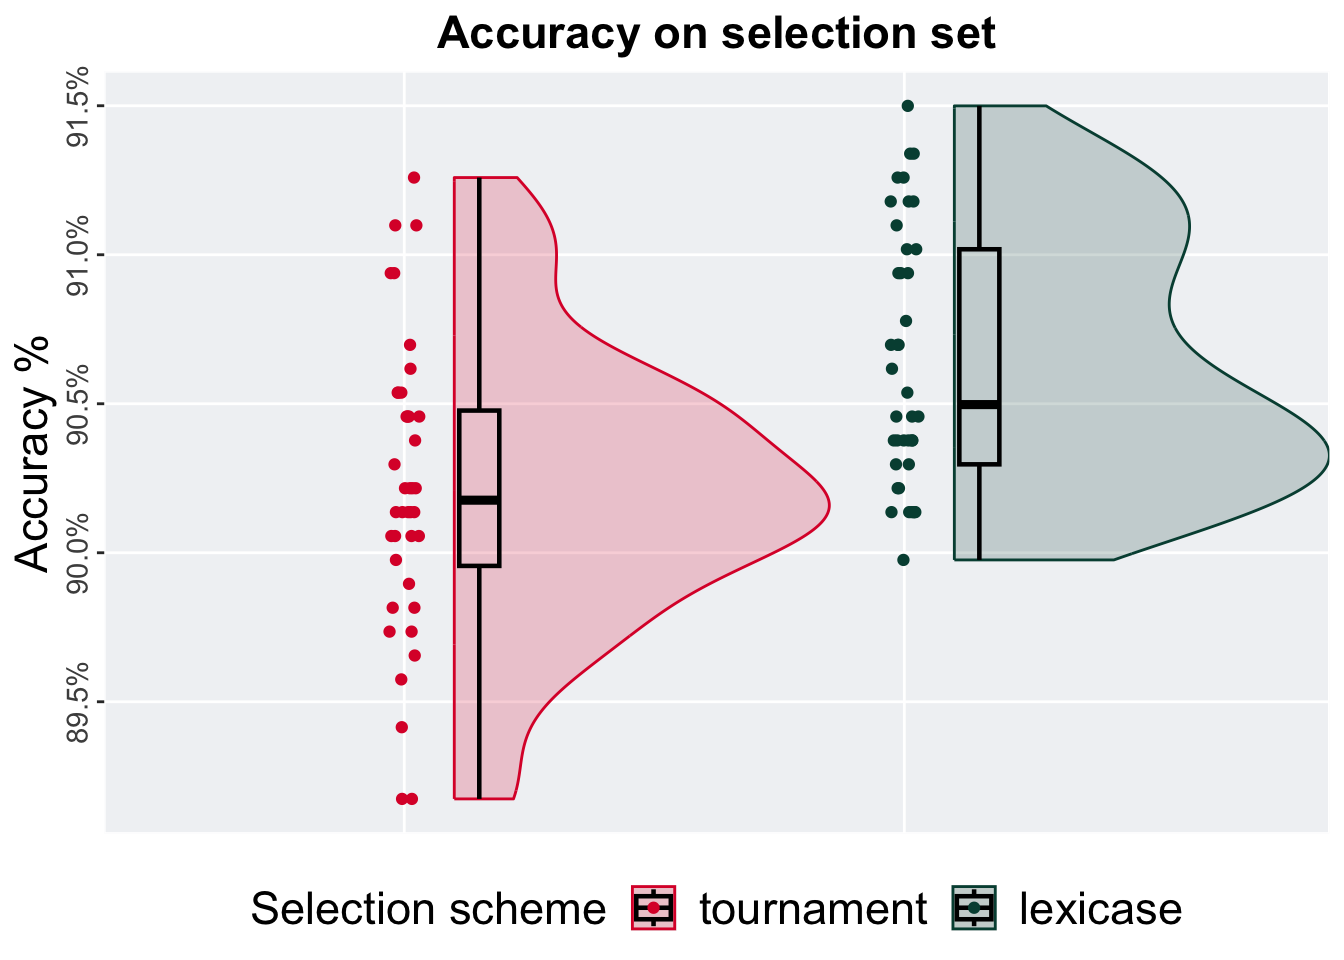 Accuracy on selection set
Accuracy %
91.5%
91.0%
90.5%
90.0%
89.5%
Selection scheme tournament lexicase